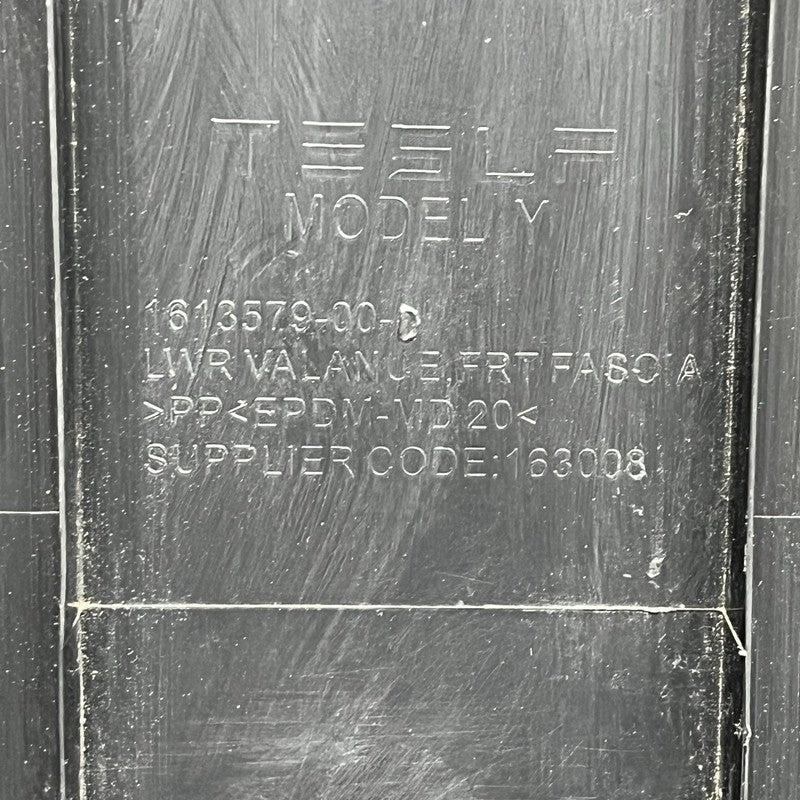 TESLA
MODEL Y
1613579-00-
LWR VALANCE, FRT FASCIA
>PP<EPDM-MD 20<
SUPPLIER CODE:163008